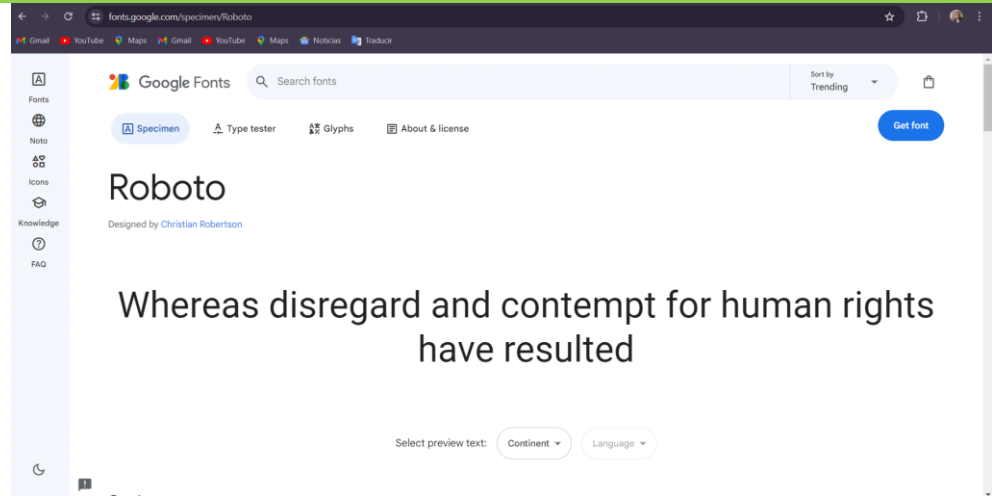 fonts.google.com/specimen/Roboto
Gmail YouTube Maps Gmail YouTube Maps Noticias Traducir
Fonts
Noto
Icons
Knowledge
FAQ
Google Fonts Search fonts Sort by
Trending
Specimen Type tester Glyphs About & license Get font
Roboto
Designed by Christian Robertson
Whereas disregard and contempt for human rights
have resulted
Select preview text: Continent Language